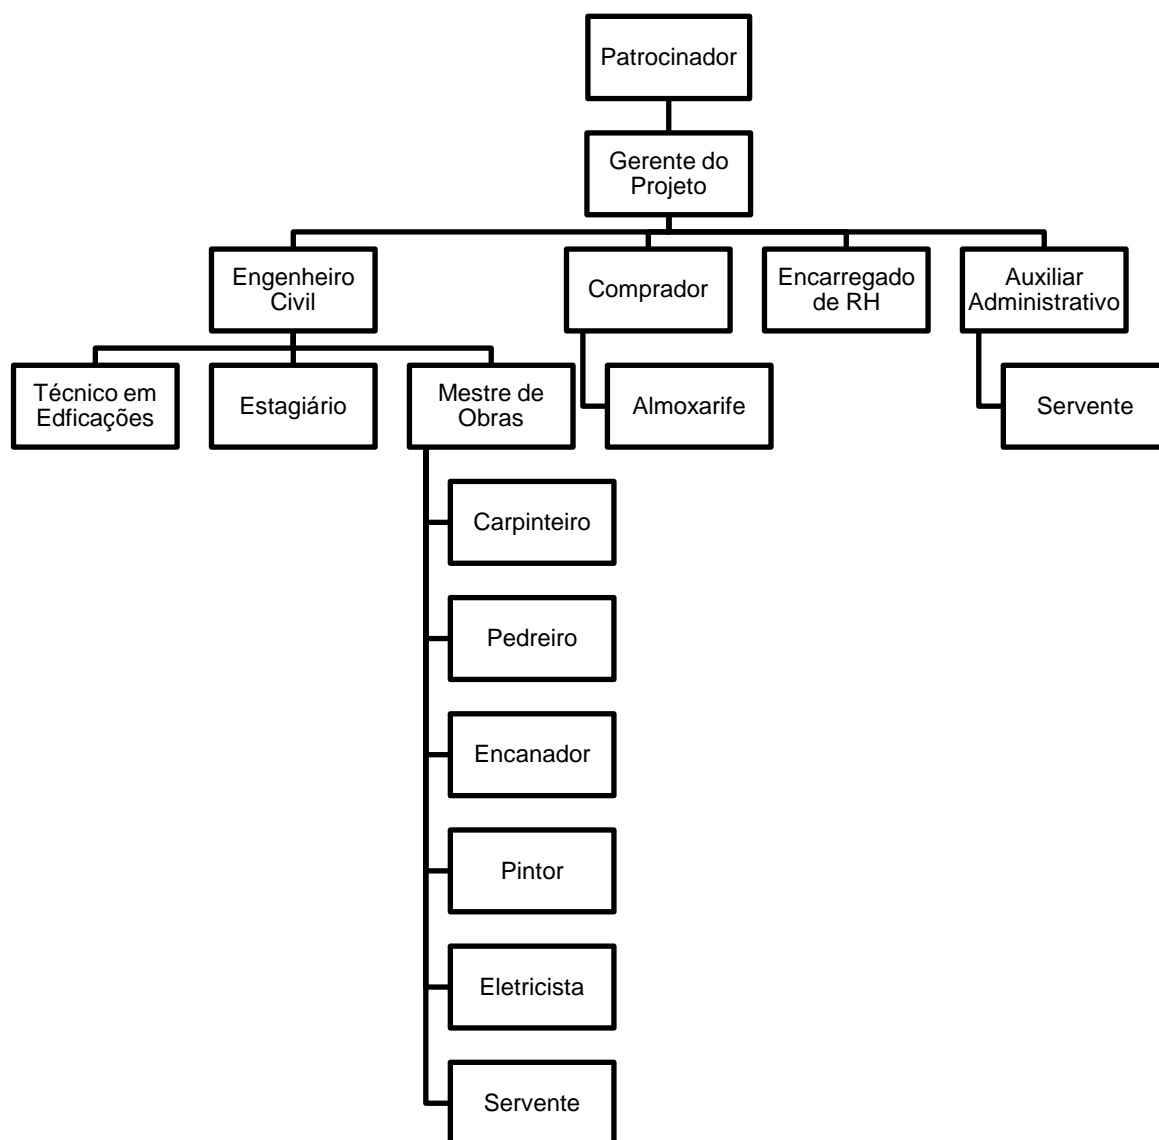 Patrocinador
Gerente do
Projeto
Engenheiro
Civil
Comprador
Encarregado
de RH
Auxiliar
Administrativo
Técnico em
Edficações
Estagiário
Mestre de
Obras
Almoxarife
Servente
Carpinteiro
Pedreiro
Encanador
Pintor
Eletricista
Servente